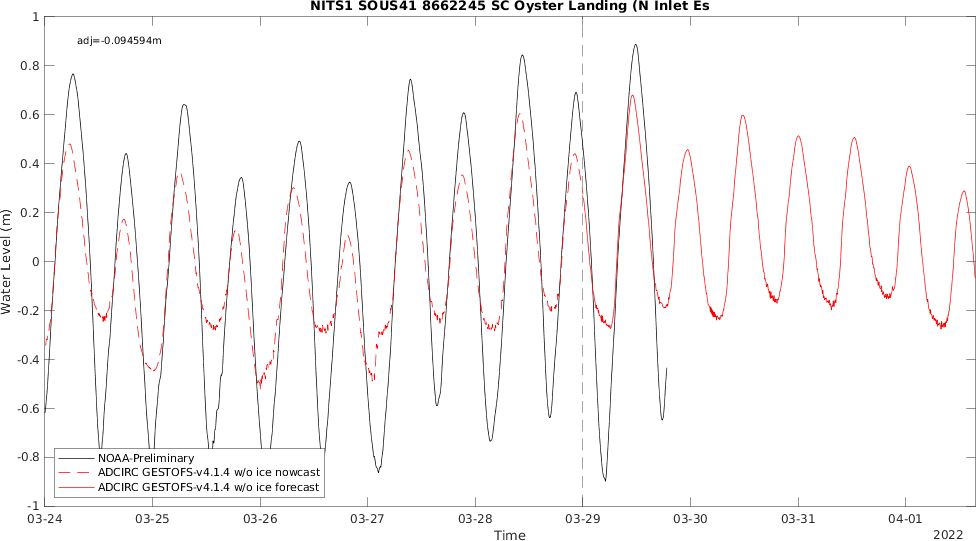 NITS1 SOUS41 8662245 SC Oyster Landing (N Inlet Es
adj=-0.094594m
1
0.8
0.6
0.4
0.2
0
-0.2
-0.4
-0.6
-0.8
-1
Water Level (m)
NOAA-Preliminary
ADCIRC GESTOFS-v4.1.4 w/o ice nowcast
ADCIRC GESTOFS-v4.1.4 w/o ice forecast
03-24 03-25 03-26 03-27 03-28 03-29 03-30 03-31 04-01
Time
2022